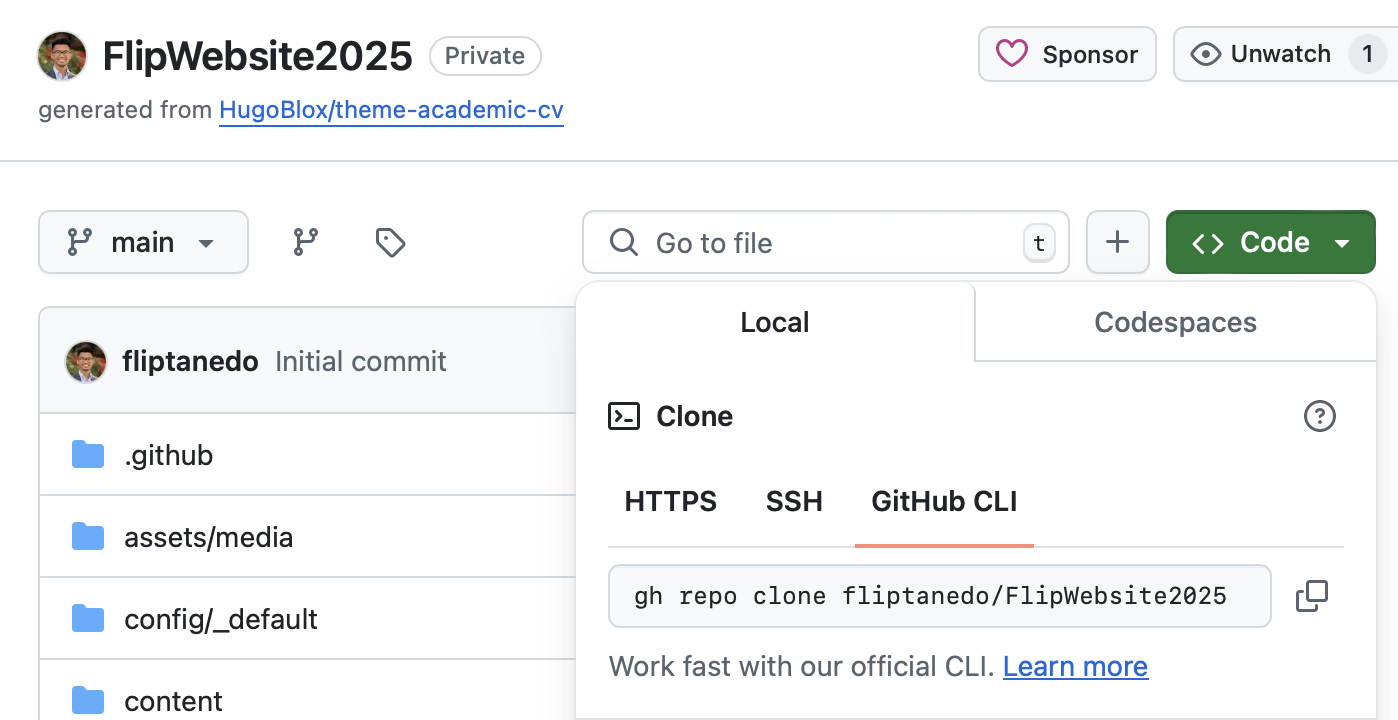 FlipWebsite2025 Private
Sponsor
Unwatch 1
generated from HugoBlox/theme-academic-cv
main
Go to file t
Code
Local
Codespaces
fliptanedo Initial commit
.github
assets/media
config/_default
content
Clone
HTTPS SSH GitHub CLI
gh repo clone fliptanedo/FlipWebsite2025
Work fast with our official CLI. Learn more